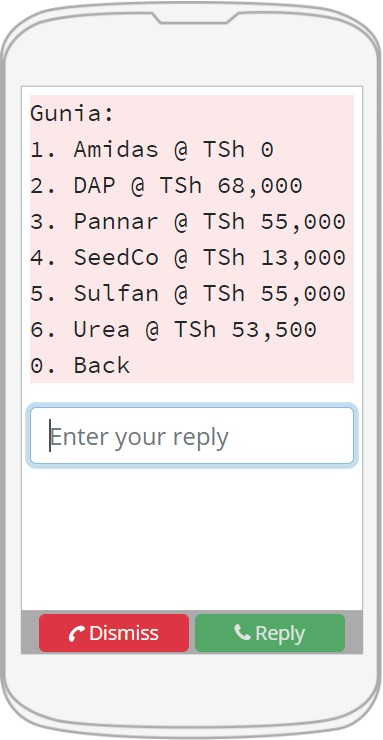 Gunia:
1. Amidas @ TSh 0
2. DAP @ TSh 68,000
3. Pannar @ TSh 55,000
4. SeedCo @ TSh 13,000
5. Sulfan @ TSh 55,000
6. Urea @ TSh 53,500
0. Back
Enter your reply
Dismiss Reply